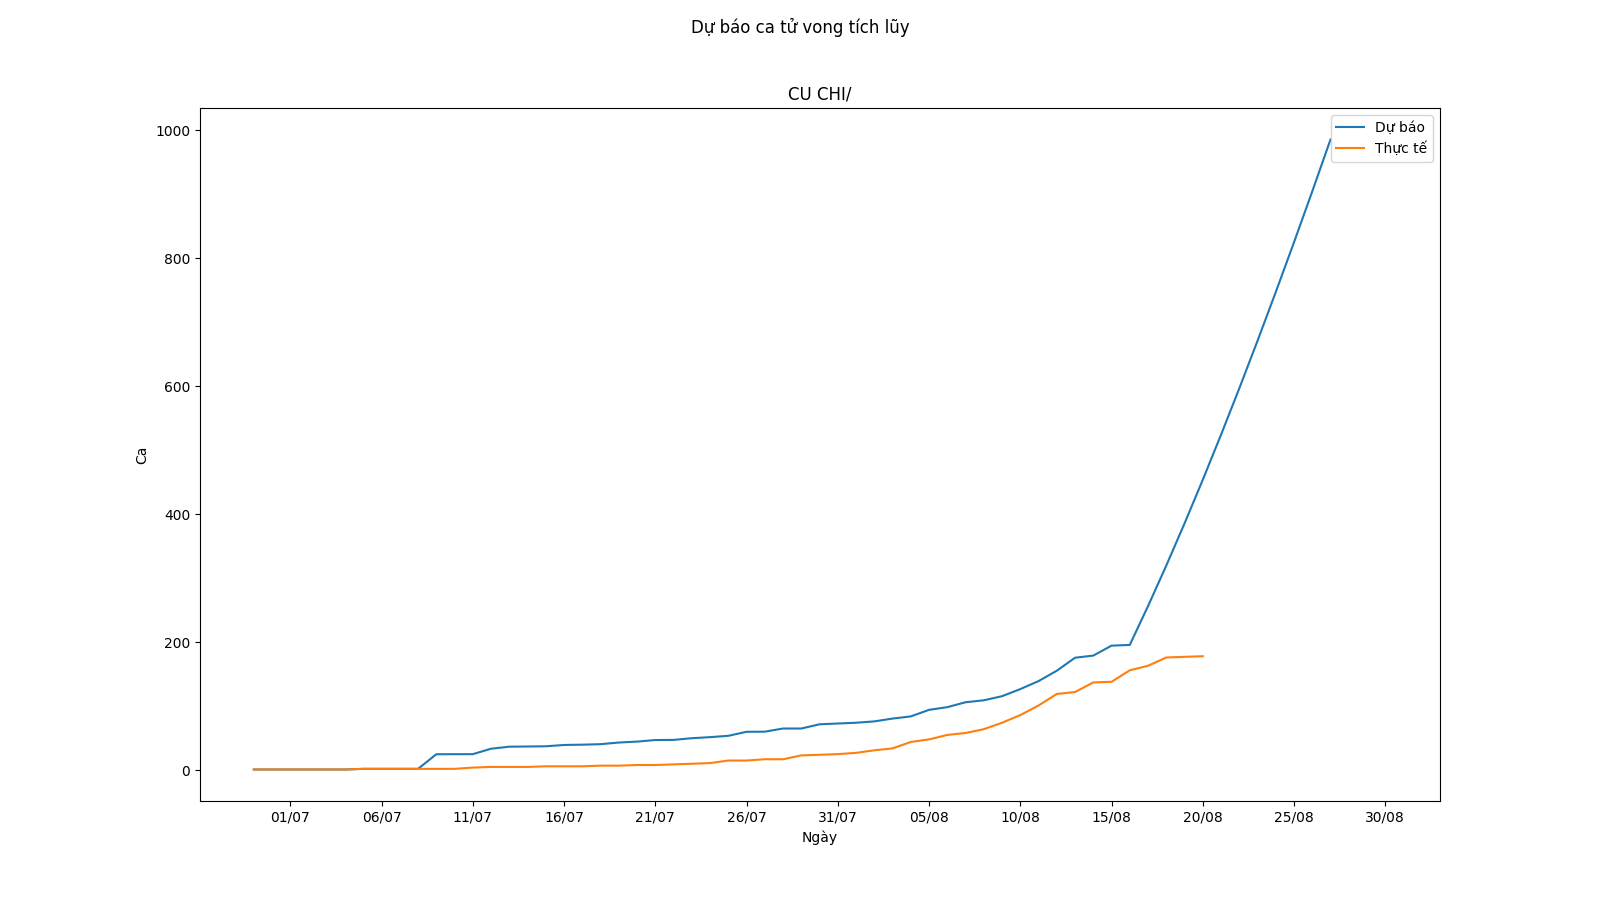 Dự báo ca tử vong tích lũy
CU CHI/
1000
800
600
400
200
0
Ca
Dự báo
Thực tế
01/07 06/07 11/07 16/07 21/07 26/07 31/07 05/08 10/08 15/08 20/08 25/08 30/08
Ngày